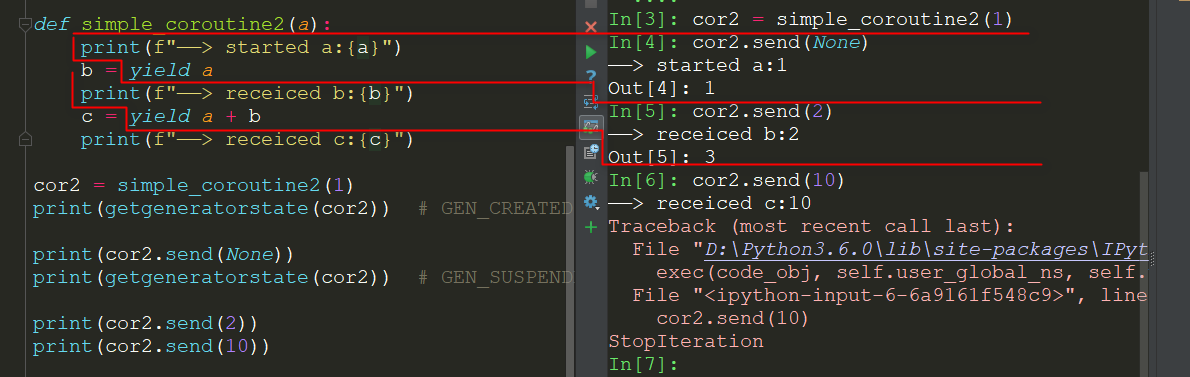 def simple_coroutine2(a):
    print(f"——> started a:{a}")
    b = yield a
    print(f"——> receiced b:{b}")
    c = yield a + b
    print(f"——> receiced c:{c}")
cor2 = simple_coroutine2(1)
print(getgeneratorstate(cor2))  # GEN_CREATED
print(cor2.send(None))
print(getgeneratorstate(cor2))  # GEN_SUSPEND
print(cor2.send(2))
print(cor2.send(10))
In[3]: cor2 = simple_coroutine2(1)
In[4]: cor2.send(None)
——> started a:1
Out[4]: 1
In[5]: cor2.send(2)
——> receiced b:2
Out[5]: 3
In[6]: cor2.send(10)
——> receiced c:10
Traceback (most recent call last):
  File "D:\Python3.6.0\lib\site-packages\IPyt
    exec(code_obj, self.user_global_ns, self.
  File "<ipython-input-6-6a9161f548c9>", line
    cor2.send(10)
StopIteration
In[7]: